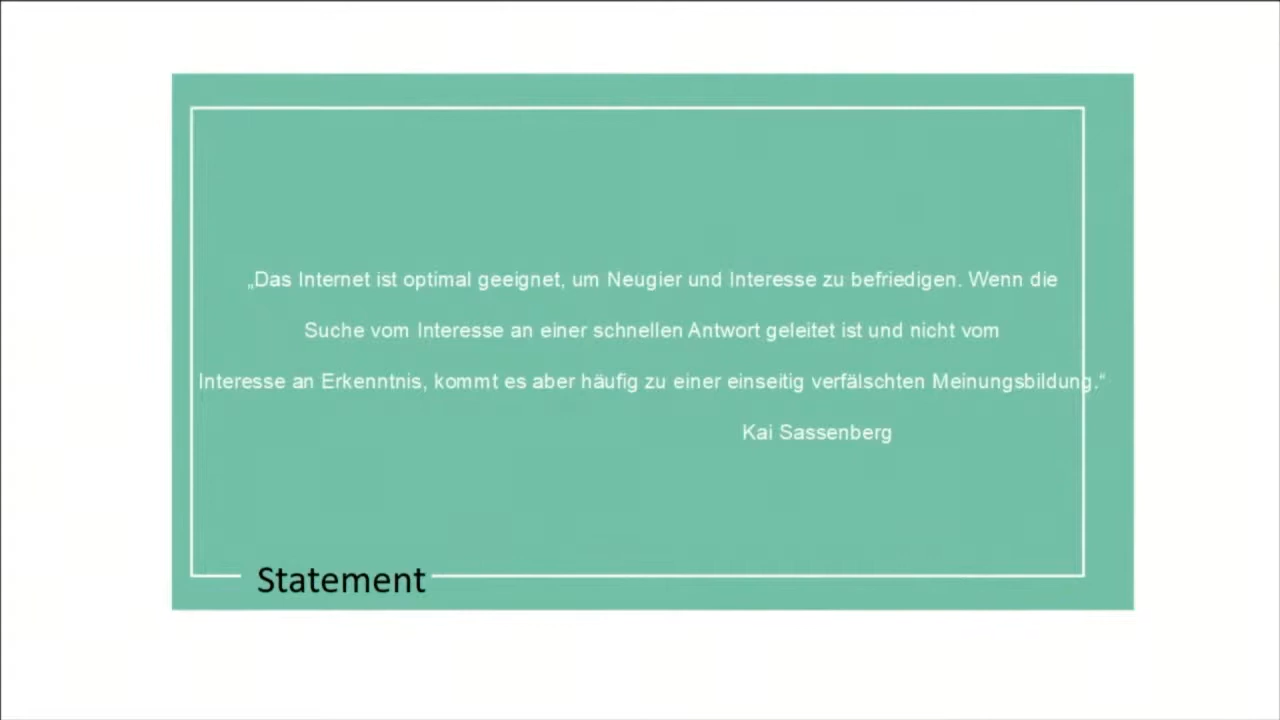 „Das Internet ist optimal geeignet, um Neugier und Interesse zu befriedigen. Wenn die
Suche vom Interesse an einer schnellen Antwort geleitet ist und nicht vom
Interesse an Erkenntnis, kommt es aber häufig zu einer einseitig verfälschten Meinungsbildung.“
Kai Sassenberg
Statement